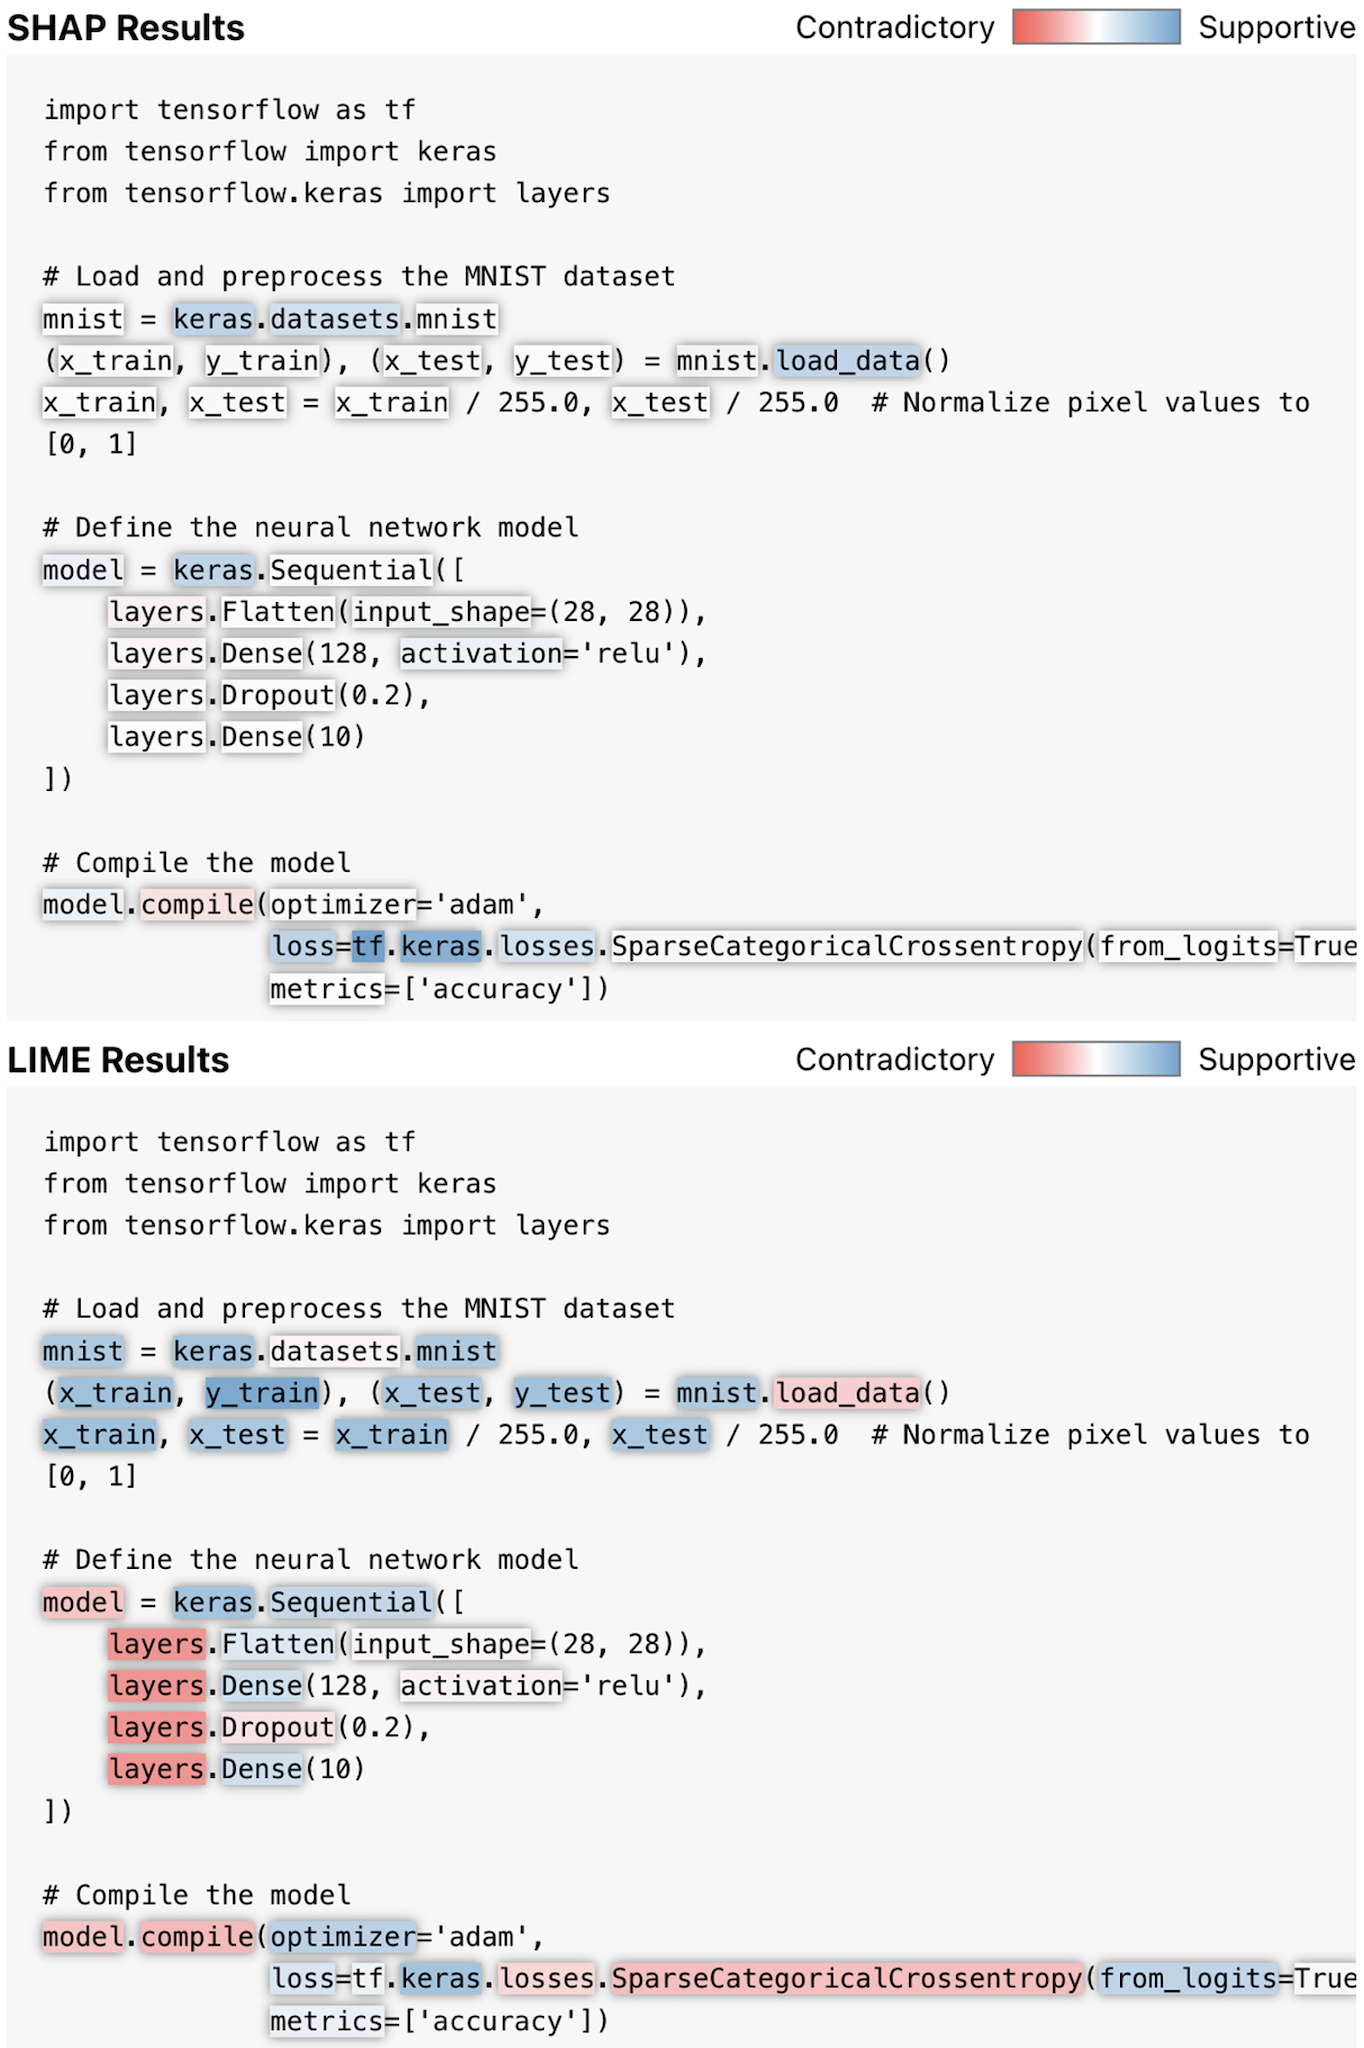 SHAP Results Contradictory Supportive
import tensorflow as tf
from tensorflow import keras
from tensorflow.keras import layers
# Load and preprocess the MNIST dataset
mnist = keras.datasets.mnist
(x_train, y_train), (x_test, y_test) = mnist.load_data()
x_train, x_test = x_train / 255.0, x_test / 255.0  # Normalize pixel values to
[0, 1]
# Define the neural network model
model = keras.Sequential([
    layers.Flatten(input_shape=(28, 28)),
    layers.Dense(128, activation='relu'),
    layers.Dropout(0.2),
    layers.Dense(10)
])
# Compile the model
model.compile(optimizer='adam',
              loss=tf.keras.losses.SparseCategoricalCrossentropy(from_logits=True
              metrics=['accuracy'])
LIME Results Contradictory Supportive
import tensorflow as tf
from tensorflow import keras
from tensorflow.keras import layers
# Load and preprocess the MNIST dataset
mnist = keras.datasets.mnist
(x_train, y_train), (x_test, y_test) = mnist.load_data()
x_train, x_test = x_train / 255.0, x_test / 255.0  # Normalize pixel values to
[0, 1]
# Define the neural network model
model = keras.Sequential([
    layers.Flatten(input_shape=(28, 28)),
    layers.Dense(128, activation='relu'),
    layers.Dropout(0.2),
    layers.Dense(10)
])
# Compile the model
model.compile(optimizer='adam',
              loss=tf.keras.losses.SparseCategoricalCrossentropy(from_logits=True
              metrics=['accuracy'])